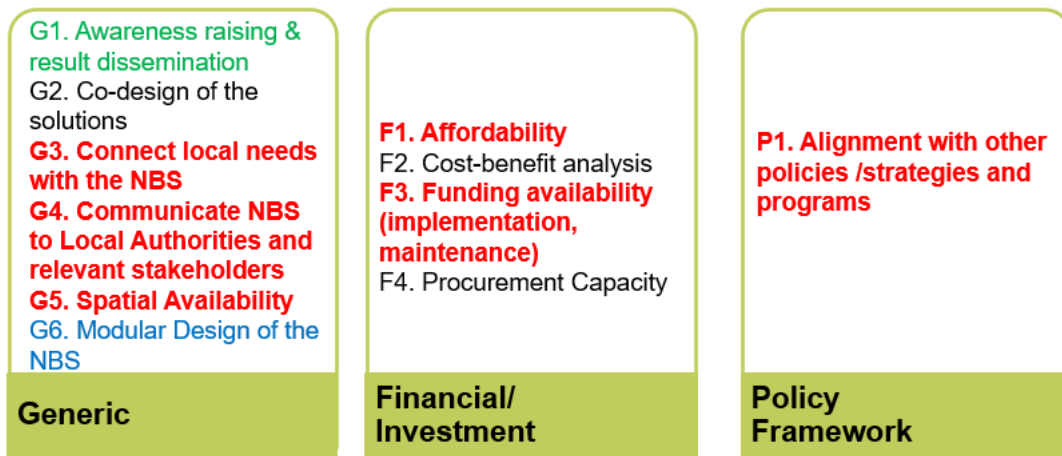 G1. Awareness raising &
result dissemination
G2. Co-design of the
solutions
G3. Connect local needs
with the NBS
G4. Communicate NBS
to Local Authorities and
relevant stakeholders
G5. Spatial Availability
G6. Modular Design of the
NBS
Generic
F1. Affordability
F2. Cost-benefit analysis
F3. Funding availability
(implementation,
maintenance)
F4. Procurement Capacity
Financial/
Investment
P1. Alignment with other
policies /strategies and
programs
Policy
Framework